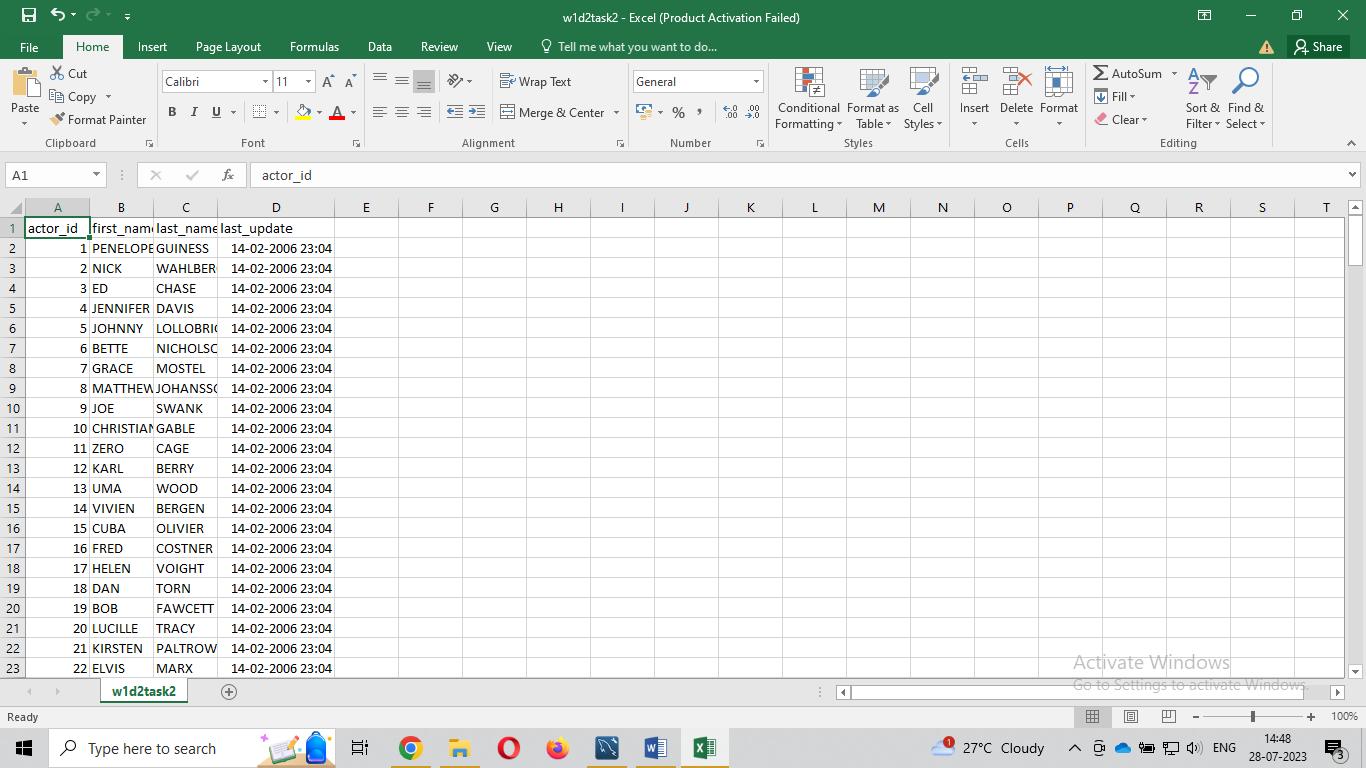 w1d2task2 - Excel (Product Activation Failed)
File Home Insert Page Layout Formulas Data Review View Tell me what you want to do... Share
Cut
Copy
Format Painter
Paste
Clipboard
Calibri 11
B I U A
Font
Wrap Text
Merge & Center
Alignment
General
% ,
Number
Conditional Formatting
Format as Table
Cell Styles
Styles
Insert Delete Format
Cells
AutoSum
Fill
Clear
Sort & Filter
Find & Select
Editing
A1 fx actor_id
A B C D E F G H I J K L M N O P Q R S T
1 actor_id first_name last_name last_update
2 1 PENELOPE GUINESS 14-02-2006 23:04
3 2 NICK WAHLBER 14-02-2006 23:04
4 3 ED CHASE 14-02-2006 23:04
5 4 JENNIFER DAVIS 14-02-2006 23:04
6 5 JOHNNY LOLLOBRI 14-02-2006 23:04
7 6 BETTE NICHOLSO 14-02-2006 23:04
8 7 GRACE MOSTEL 14-02-2006 23:04
9 8 MATTHEW JOHANSSO 14-02-2006 23:04
10 9 JOE SWANK 14-02-2006 23:04
11 10 CHRISTIAN GABLE 14-02-2006 23:04
12 11 ZERO CAGE 14-02-2006 23:04
13 12 KARL BERRY 14-02-2006 23:04
14 13 UMA WOOD 14-02-2006 23:04
15 14 VIVIEN BERGEN 14-02-2006 23:04
16 15 CUBA OLIVIER 14-02-2006 23:04
17 16 FRED COSTNER 14-02-2006 23:04
18 17 HELEN VOIGHT 14-02-2006 23:04
19 18 DAN TORN 14-02-2006 23:04
20 19 BOB FAWCETT 14-02-2006 23:04
21 20 LUCILLE TRACY 14-02-2006 23:04
22 21 KIRSTEN PALTROW 14-02-2006 23:04
23 22 ELVIS MARX 14-02-2006 23:04
Activate Windows
Go to Settings to activate Windows.
w1d2task2
Ready 100%
Type here to search
1 27°C Cloudy ENG
14:48
28-07-2023
3